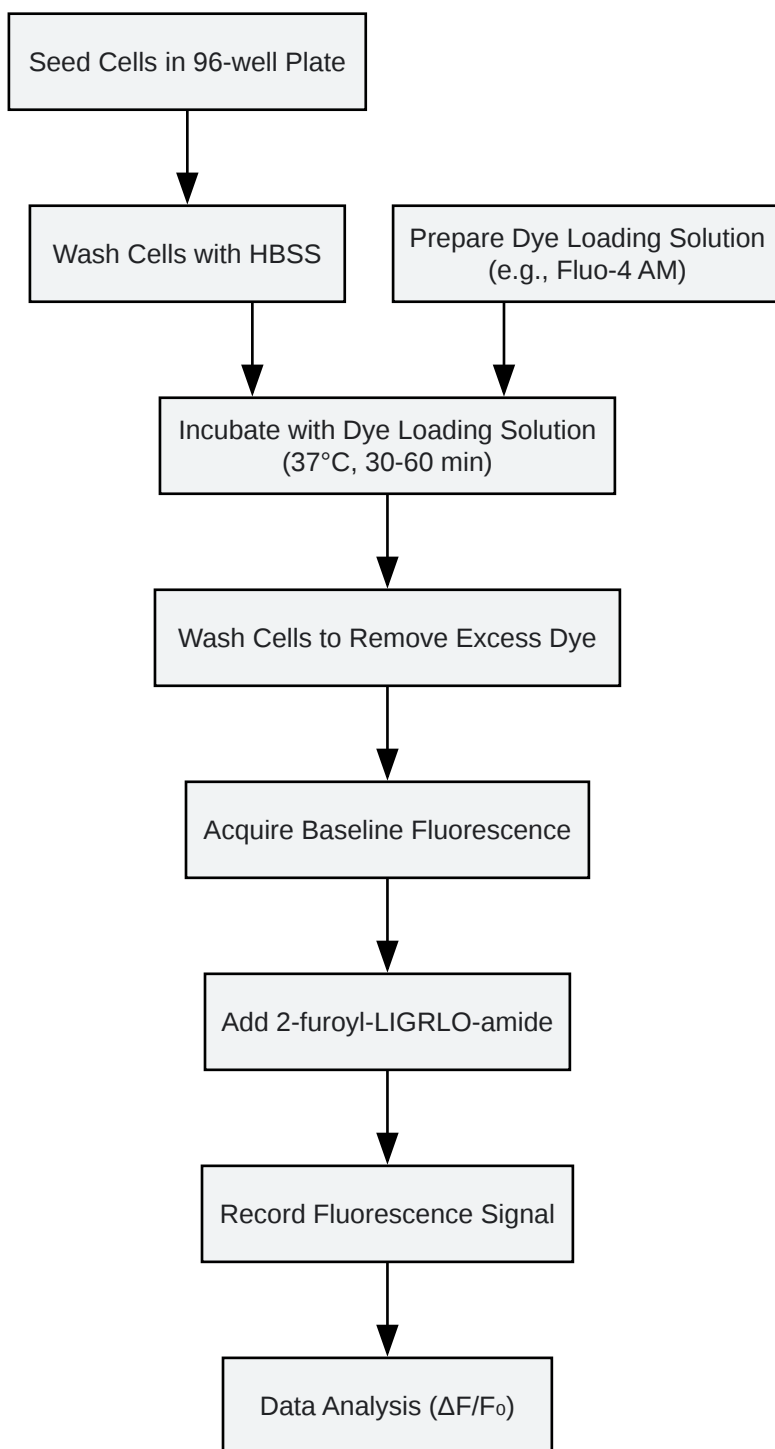 Seed Cells in 96-well Plate
Wash Cells with HBSS
Prepare Dye Loading Solution
(e.g., Fluo-4 AM)
Incubate with Dye Loading Solution
(37°C, 30-60 min)
Wash Cells to Remove Excess Dye
Acquire Baseline Fluorescence
Add 2-furoyl-LIGRLO-amide
Record Fluorescence Signal
Data Analysis (ΔF/F₀)